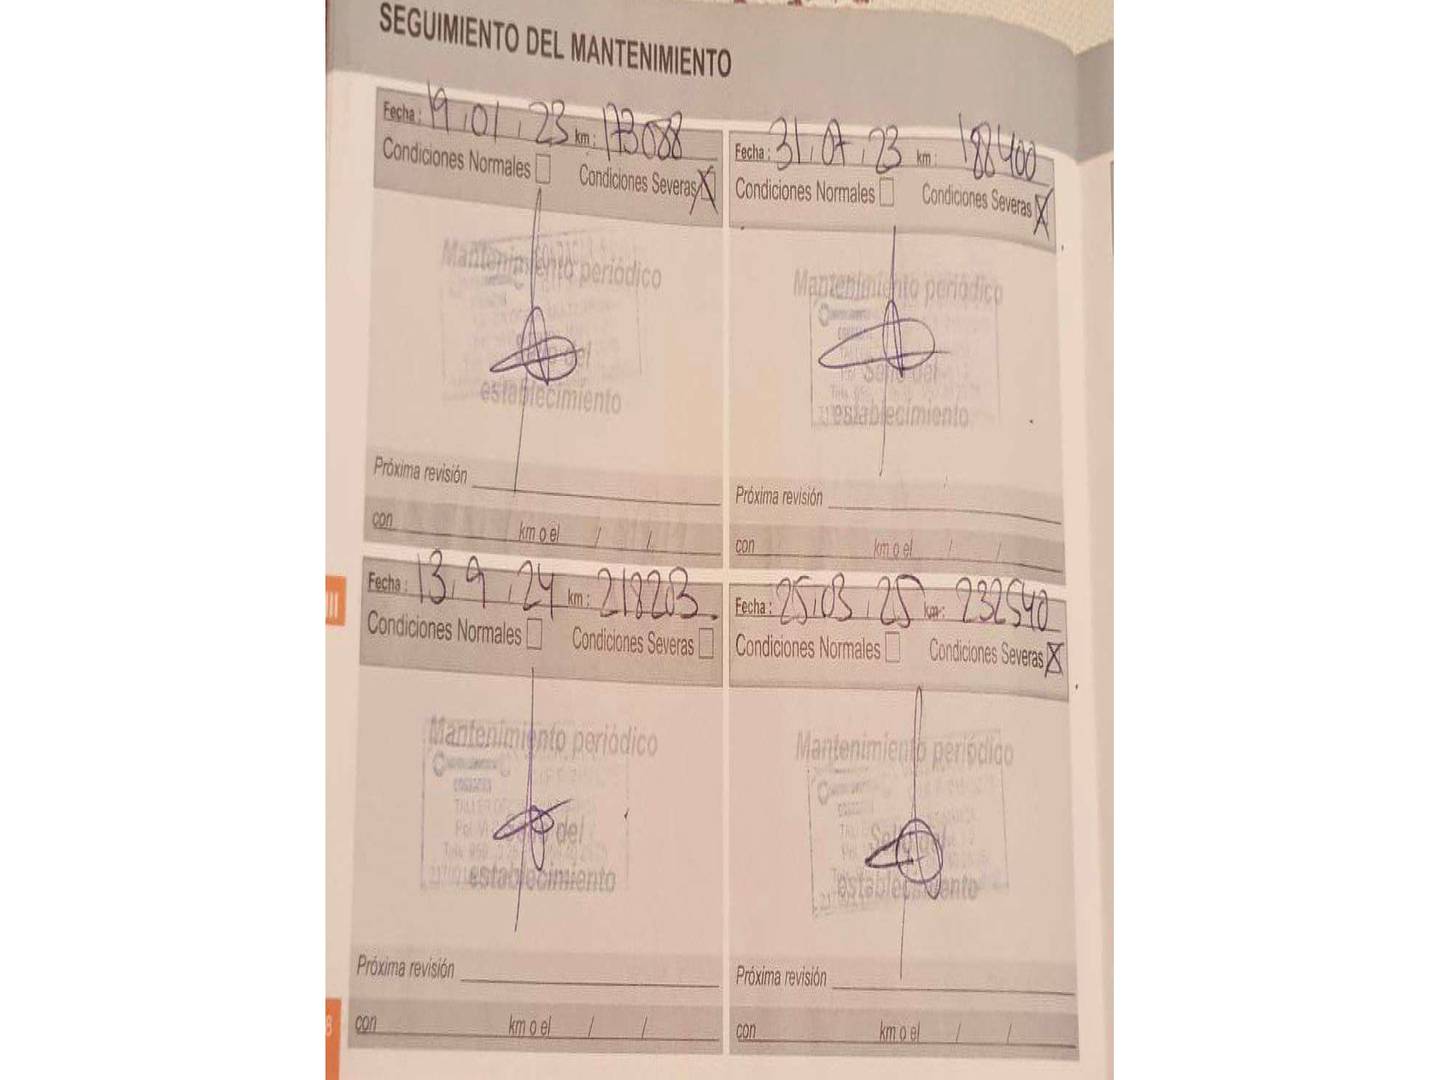 SEGUIMIENTO DEL MANTENIMIENTO
Fecha : 19 , 01 , 23 km : 173088
Condiciones Normales Condiciones Severas X
Mantenimiento periódico
Sello del
establecimiento
Próxima revisión
con km o el / /
Fecha : 31 , 07 , 23 km : 188400
Condiciones Normales Condiciones Severas X
Mantenimiento periódico
Sello del
establecimiento
Próxima revisión
con km o el / /
Fecha : 13 , 9 , 24 km : 218203
Condiciones Normales Condiciones Severas
Mantenimiento periódico
Sello del
establecimiento
Próxima revisión
con km o el / /
Fecha : 25 , 03 , 25 km : 232540
Condiciones Normales Condiciones Severas X
Mantenimiento periódico
Sello del
establecimiento
Próxima revisión
con km o el / /